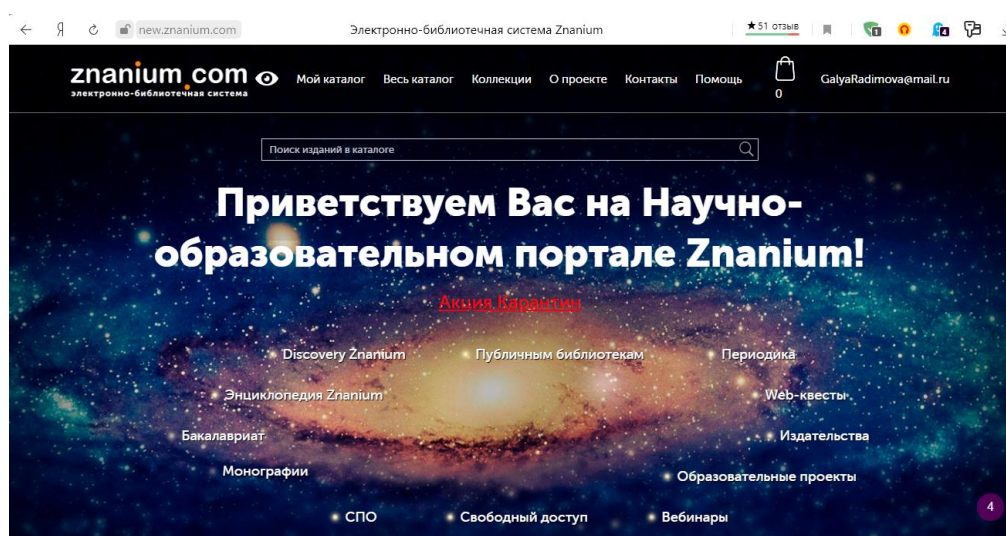 Я new.znanium.com Электронно-библиотечная система Znanium ★51 отзыв 1 4
znanium.com
электронно-библиотечная система
Мой каталог Весь каталог Коллекции О проекте Контакты Помощь 0 GalyaRadimova@mail.ru
Поиск изданий в каталоге
Приветствуем Вас на Научно-
образовательном портале Znanium!
Акция Карантин
Discovery Znanium Публичным библиотекам Периодика
Энциклопедия Znanium Web-квесты
Бакалавриат Издательства
Монографии Образовательные проекты
СПО Свободный доступ Вебинары
4